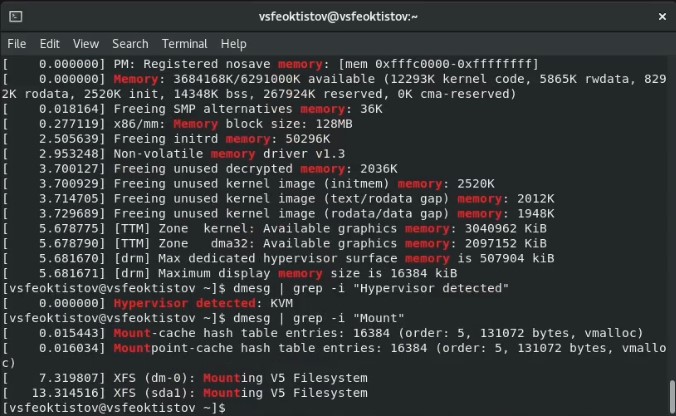 vsfeoktistov@vsfeoktistov:~
File Edit View Search Terminal Help
[    0.000000] PM: Registered nosave memory: [mem 0xfffc0000-0xffffffff]
[    0.000000] Memory: 3684168K/6291000K available (12293K kernel code, 5865K rwdata, 829
2K rodata, 2520K init, 14348K bss, 267924K reserved, 0K cma-reserved)
[    0.018164] Freeing SMP alternatives memory: 36K
[    0.277119] x86/mm: Memory block size: 128MB
[    2.505639] Freeing initrd memory: 50296K
[    2.953248] Non-volatile memory driver v1.3
[    3.700127] Freeing unused decrypted memory: 2036K
[    3.700929] Freeing unused kernel image (initmem) memory: 2520K
[    3.714705] Freeing unused kernel image (text/rodata gap) memory: 2012K
[    3.729689] Freeing unused kernel image (rodata/data gap) memory: 1948K
[    5.678775] [TTM] Zone  kernel: Available graphics memory: 3040962 KiB
[    5.678790] [TTM] Zone   dma32: Available graphics memory: 2097152 KiB
[    5.681670] [drm] Max dedicated hypervisor surface memory is 507904 kiB
[    5.681671] [drm] Maximum display memory size is 16384 kiB
[vsfeoktistov@vsfeoktistov ~]$ dmesg | grep -i "Hypervisor detected"
[    0.000000] Hypervisor detected: KVM
[vsfeoktistov@vsfeoktistov ~]$ dmesg | grep -i "Mount"
[    0.015443] Mount-cache hash table entries: 16384 (order: 5, 131072 bytes, vmalloc)
[    0.016034] Mountpoint-cache hash table entries: 16384 (order: 5, 131072 bytes, vmallo
c)
[    7.319807] XFS (dm-0): Mounting V5 Filesystem
[   13.314516] XFS (sda1): Mounting V5 Filesystem
[vsfeoktistov@vsfeoktistov ~]$